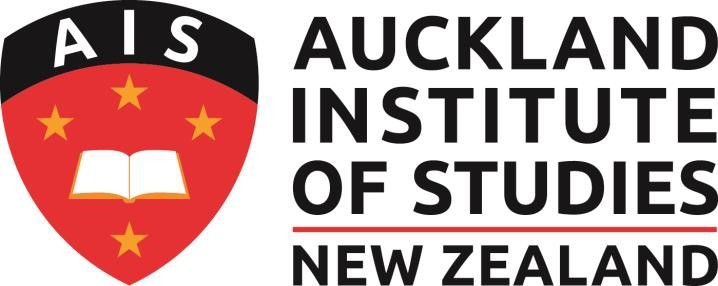 AIS
AUCKLAND
INSTITUTE
OF STUDIES
NEW ZEALAND